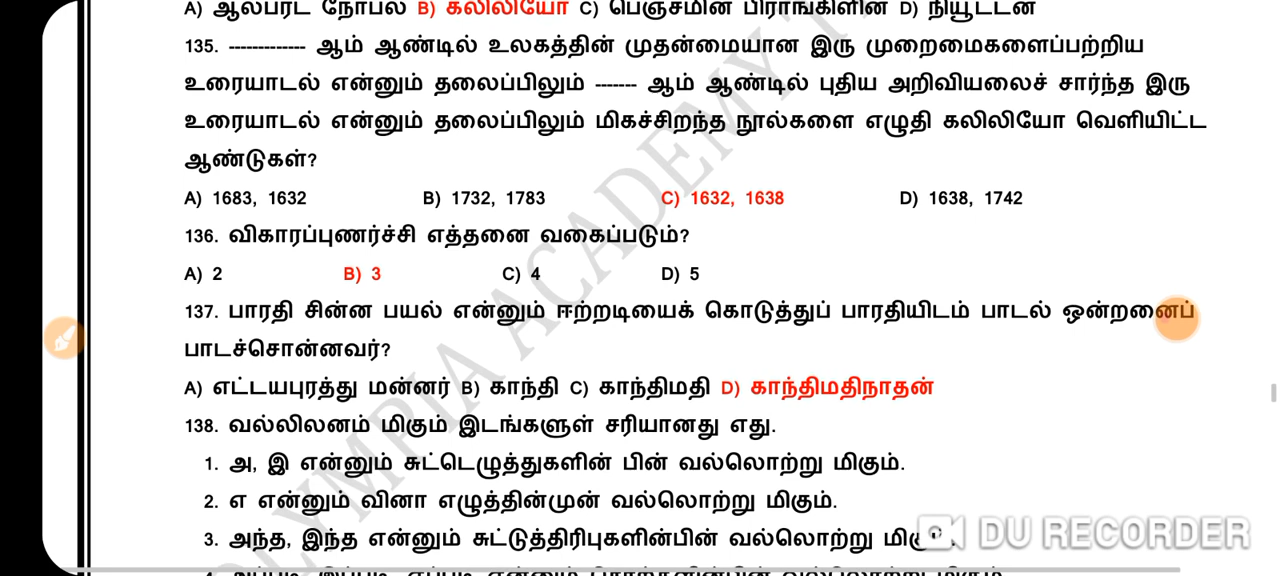 A) ஆல்பர்ட் நோபல் B) கலிலியோ C) பெஞ்சமின் பிராங்கிளின் D) நியூட்டன்
135. ------------- ஆம் ஆண்டில் உலகத்தின் முதன்மையான இரு முறைமைகளைப்பற்றிய
உரையாடல் என்னும் தலைப்பிலும் ------- ஆம் ஆண்டில் புதிய அறிவியலைச் சார்ந்த இரு
உரையாடல் என்னும் தலைப்பிலும் மிகச்சிறந்த நூல்களை எழுதி கலிலியோ வெளியிட்ட
ஆண்டுகள்?
A) 1683, 1632 B) 1732, 1783 C) 1632, 1638 D) 1638, 1742
136. விகாரப்புணர்ச்சி எத்தனை வகைப்படும்?
A) 2 B) 3 C) 4 D) 5
137. பாரதி சின்ன பயல் என்னும் ஈற்றடியைக் கொடுத்துப் பாரதியிடம் பாடல் ஒன்றனைப்
பாடச்சொன்னவர்?
A) எட்டயபுரத்து மன்னர் B) காந்தி C) காந்திமதி D) காந்திமதிநாதன்
138. வல்லிலனம் மிகும் இடங்களுள் சரியானது எது.
1. அ, இ என்னும் சுட்டெழுத்துகளின் பின் வல்லொற்று மிகும்.
2. எ என்னும் வினா எழுத்தின்முன் வல்லொற்று மிகும்.
3. அந்த, இந்த என்னும் சுட்டுத்திரிபுகளின்பின் வல்லொற்று
DU RECORDER
OLYMPIA ACADEMY